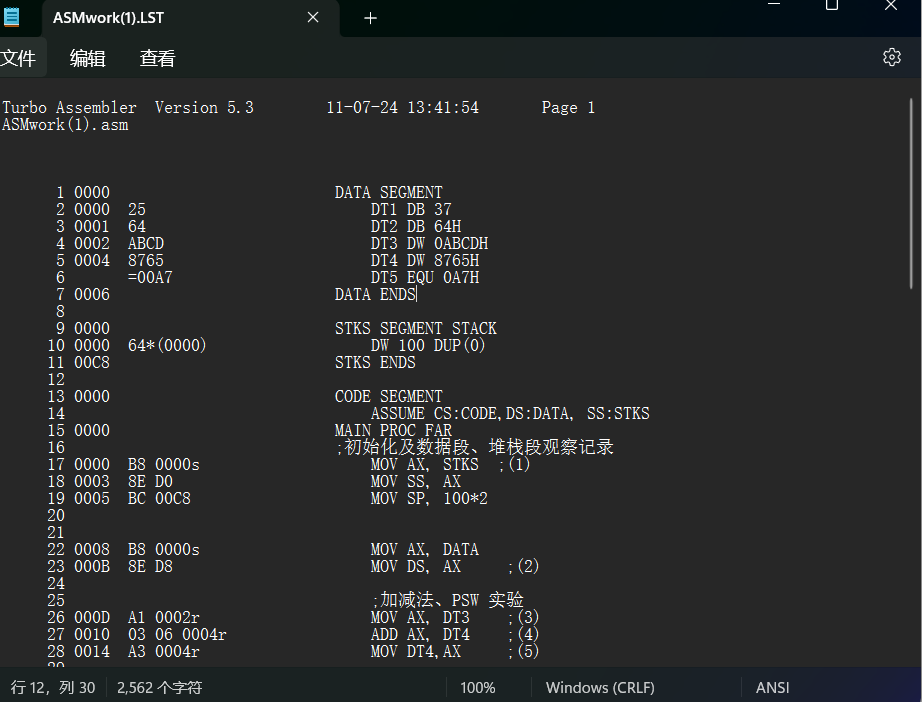 ASMwork(1).LST
文件 编辑 查看
Turbo Assembler Version 5.3 11-07-24 13:41:54 Page 1
ASMwork(1).asm
1 0000 DATA SEGMENT
2 0000 25 DT1 DB 37
3 0001 64 DT2 DB 64H
4 0002 ABCD DT3 DW 0ABCDH
5 0004 8765 DT4 DW 8765H
6 =00A7 DT5 EQU 0A7H
7 0006 DATA ENDS
8
9 0000 STKS SEGMENT STACK
10 0000 64*(0000) DW 100 DUP(0)
11 00C8 STKS ENDS
12
13 0000 CODE SEGMENT
14 ASSUME CS:CODE,DS:DATA, SS:STKS
15 0000 MAIN PROC FAR
16 ;初始化及数据段、堆栈段观察记录
17 0000 B8 0000s MOV AX, STKS ;(1)
18 0003 8E D0 MOV SS, AX
19 0005 BC 00C8 MOV SP, 100*2
20
21
22 0008 B8 0000s MOV AX, DATA
23 000B 8E D8 MOV DS, AX ;(2)
24
25 ;加减法、PSW 实验
26 000D A1 0002r MOV AX, DT3 ;(3)
27 0010 03 06 0004r ADD AX, DT4 ;(4)
28 0014 A3 0004r MOV DT4,AX ;(5)
行 12，列 30 2,562 个字符 100% Windows (CRLF) ANSI